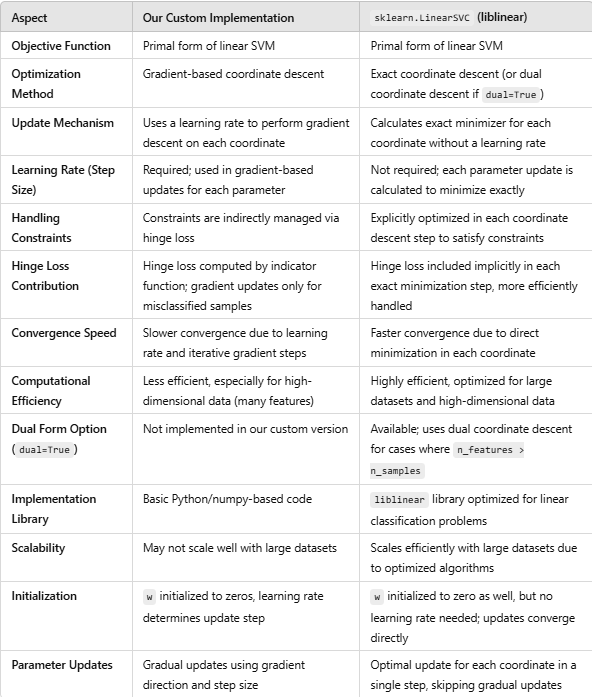 Aspect Our Custom Implementation sklearn.LinearSVC (liblinear)
Objective Function Primal form of linear SVM Primal form of linear SVM
Optimization Gradient-based coordinate descent Exact coordinate descent (or dual
Method coordinate descent if dual=True)
Update Mechanism Uses a learning rate to perform gradient Calculates exact minimizer for each
descent on each coordinate coordinate without a learning rate
Learning Rate (Step Required; used in gradient-based Not required; each parameter update is
Size) updates for each parameter calculated to minimize exactly
Handling Constraints are indirectly managed via Explicitly optimized in each coordinate
Constraints hinge loss descent step to satisfy constraints
Hinge Loss Hinge loss computed by indicator Hinge loss included implicitly in each
Contribution function; gradient updates only for exact minimization step, more efficiently
misclassified samples handled
Convergence Speed Slower convergence due to learning Faster convergence due to direct
rate and iterative gradient steps minimization in each coordinate
Computational Less efficient, especially for high- Highly efficient, optimized for large
Efficiency dimensional data (many features) datasets and high-dimensional data
Dual Form Option Not implemented in our custom version Available; uses dual coordinate descent
(dual=True) for cases where n_features >
n_samples
Implementation Basic Python/numpy-based code liblinear library optimized for linear
Library classification problems
Scalability May not scale well with large datasets Scales efficiently with large datasets due
to optimized algorithms
Initialization w initialized to zeros, learning rate w initialized to zero as well, but no
determines update step learning rate needed; updates converge
directly
Parameter Updates Gradual updates using gradient Optimal update for each coordinate in a
direction and step size single step, skipping gradual updates